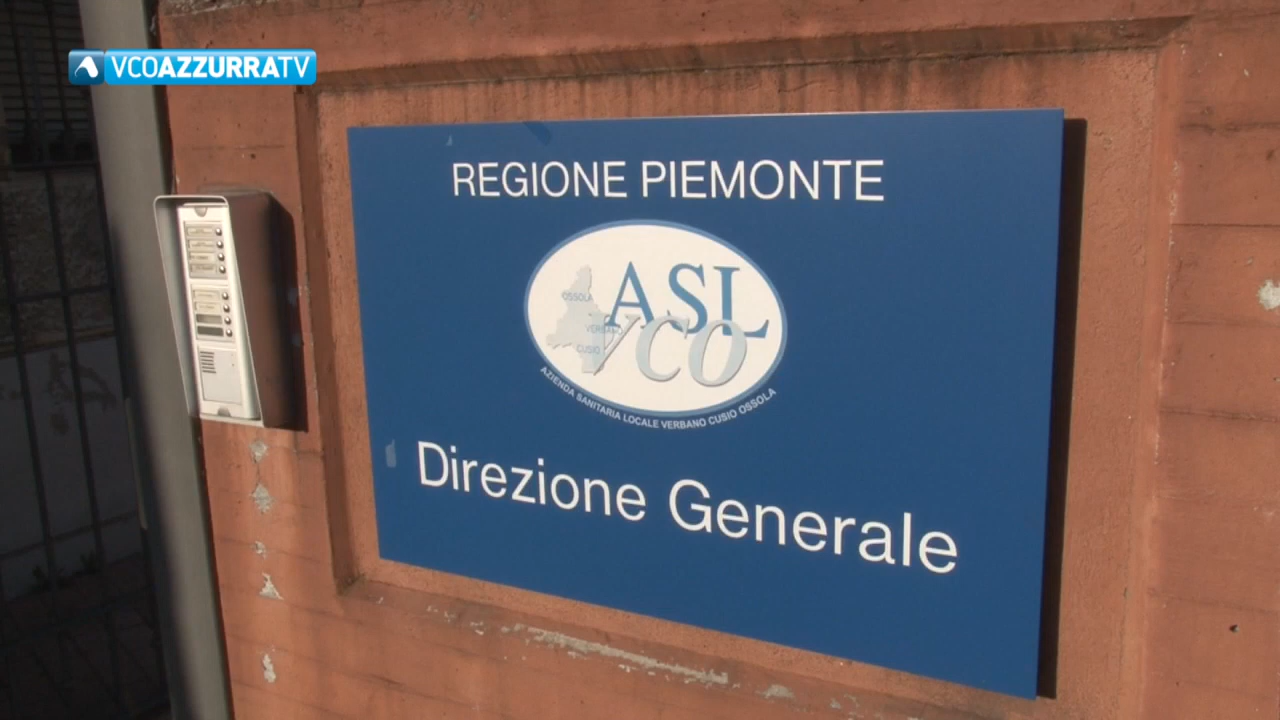 VCOAZZURRATV
REGIONE PIEMONTE
ASL
VCO
OSSOLA
VERBANO
CUSIO
AZIENDA SANITARIA LOCALE VERBANO CUSIO OSSOLA
Direzione Generale